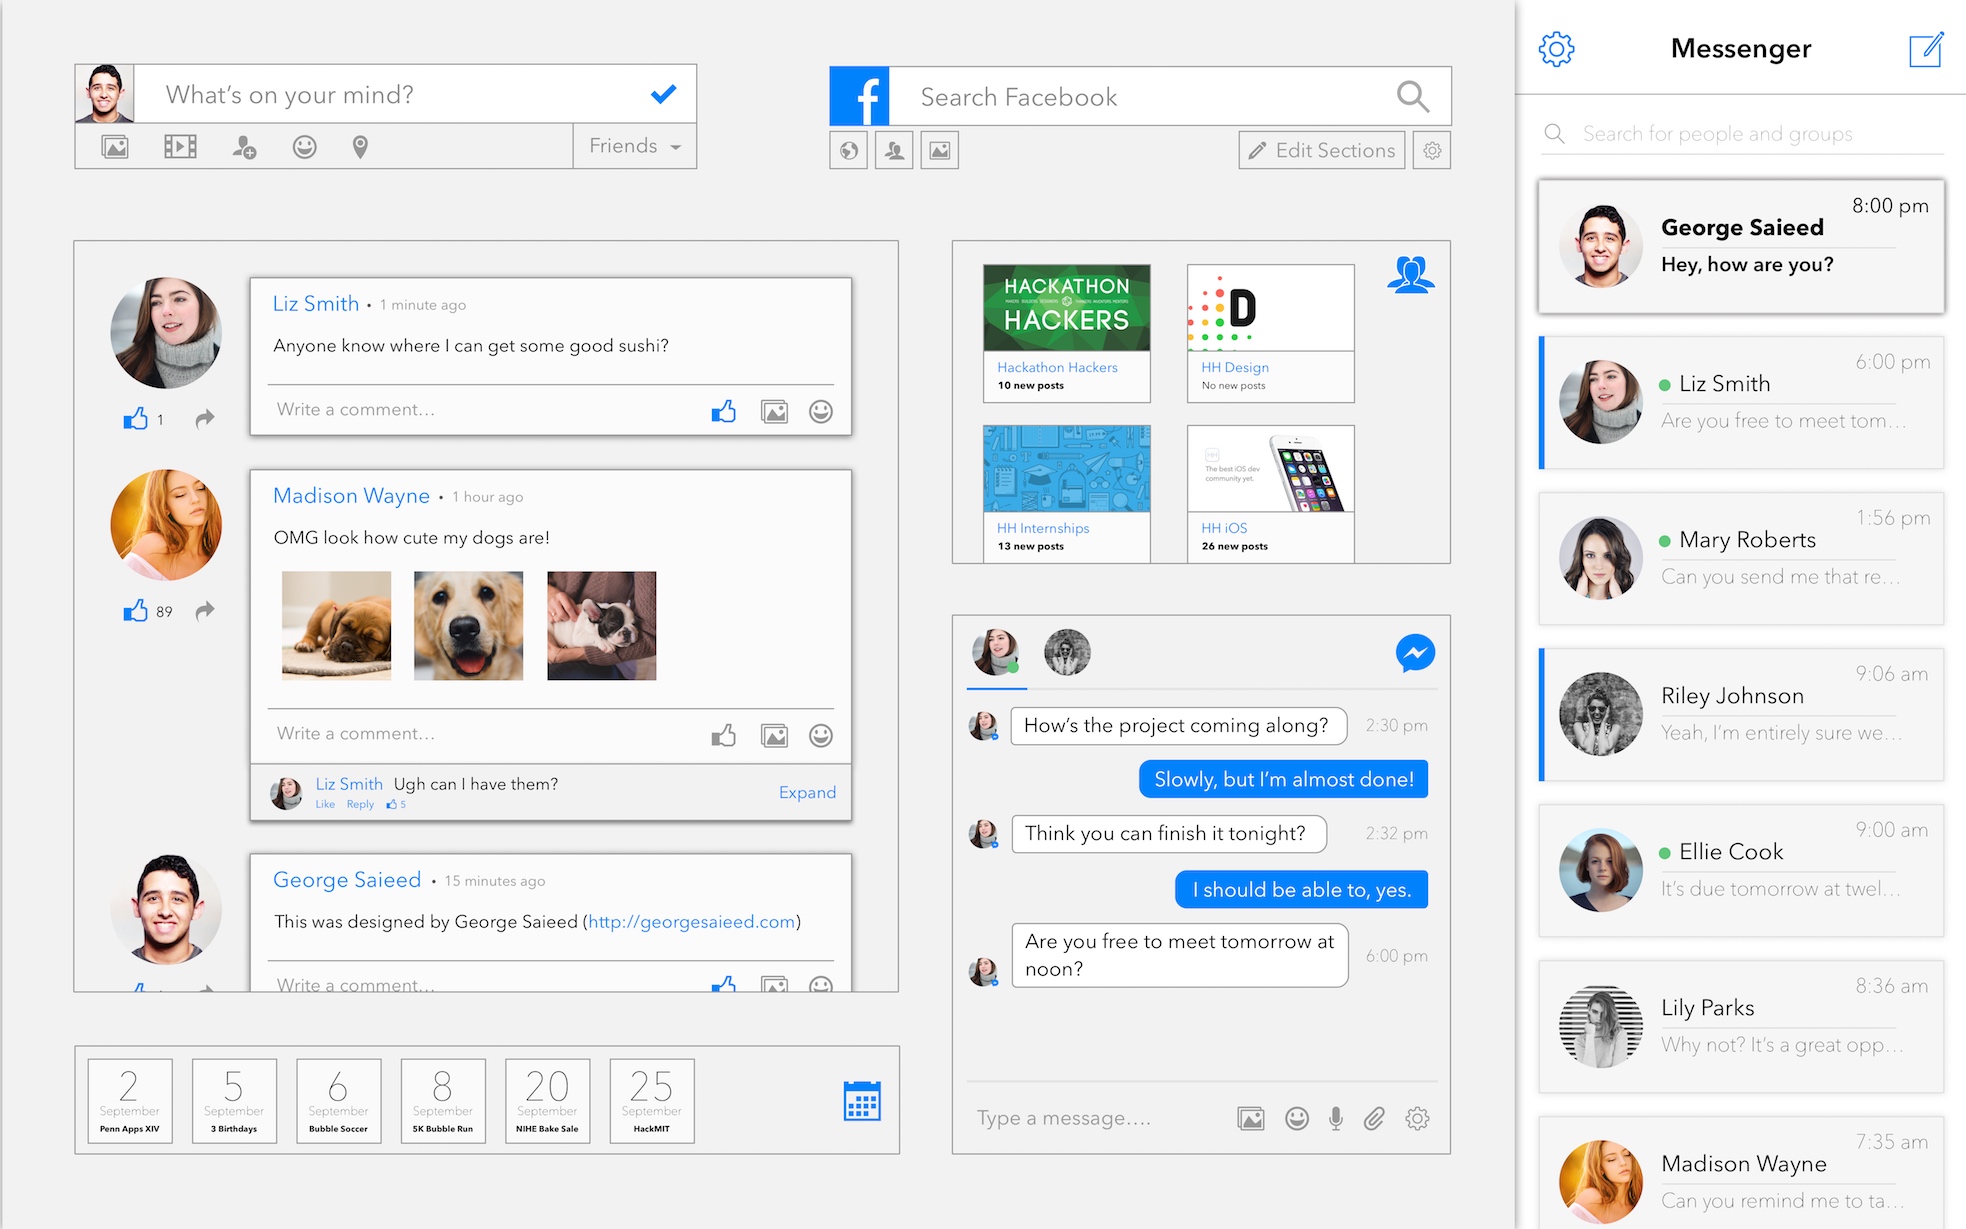 What's on your mind?
Friends
f
Search Facebook
Edit Sections
Liz Smith • 1 minute ago
Anyone know where I can get some good sushi?
Write a comment...
1
Madison Wayne • 1 hour ago
OMG look how cute my dogs are!
89
Write a comment...
Liz Smith Ugh can I have them?
Like Reply 5
Expand
George Saieed • 15 minutes ago
This was designed by George Saieed (http://georgesaieed.com)
Write a comment...
2
September
Penn Apps XIV
5
September
3 Birthdays
6
September
Bubble Soccer
8
September
5K Bubble Run
20
September
NIHE Bake Sale
25
September
HackMIT
HACKATHON
HACKERS
Hackathon Hackers
10 new posts
D
HH Design
No new posts
HH Internships
13 new posts
HH
The best iOS dev
community yet.
HH iOS
26 new posts
How's the project coming along? 2:30 pm
Slowly, but I'm almost done!
Think you can finish it tonight? 2:32 pm
I should be able to, yes.
Are you free to meet tomorrow at
noon?
6:00 pm
Type a message....
Messenger
Search for people and groups
8:00 pm
George Saieed
Hey, how are you?
6:00 pm
Liz Smith
Are you free to meet tom...
1:56 pm
Mary Roberts
Can you send me that re...
9:06 am
Riley Johnson
Yeah, I'm entirely sure we...
9:00 am
Ellie Cook
It's due tomorrow at twel...
8:36 am
Lily Parks
Why not? It's a great opp...
7:35 am
Madison Wayne
Can you remind me to ta...